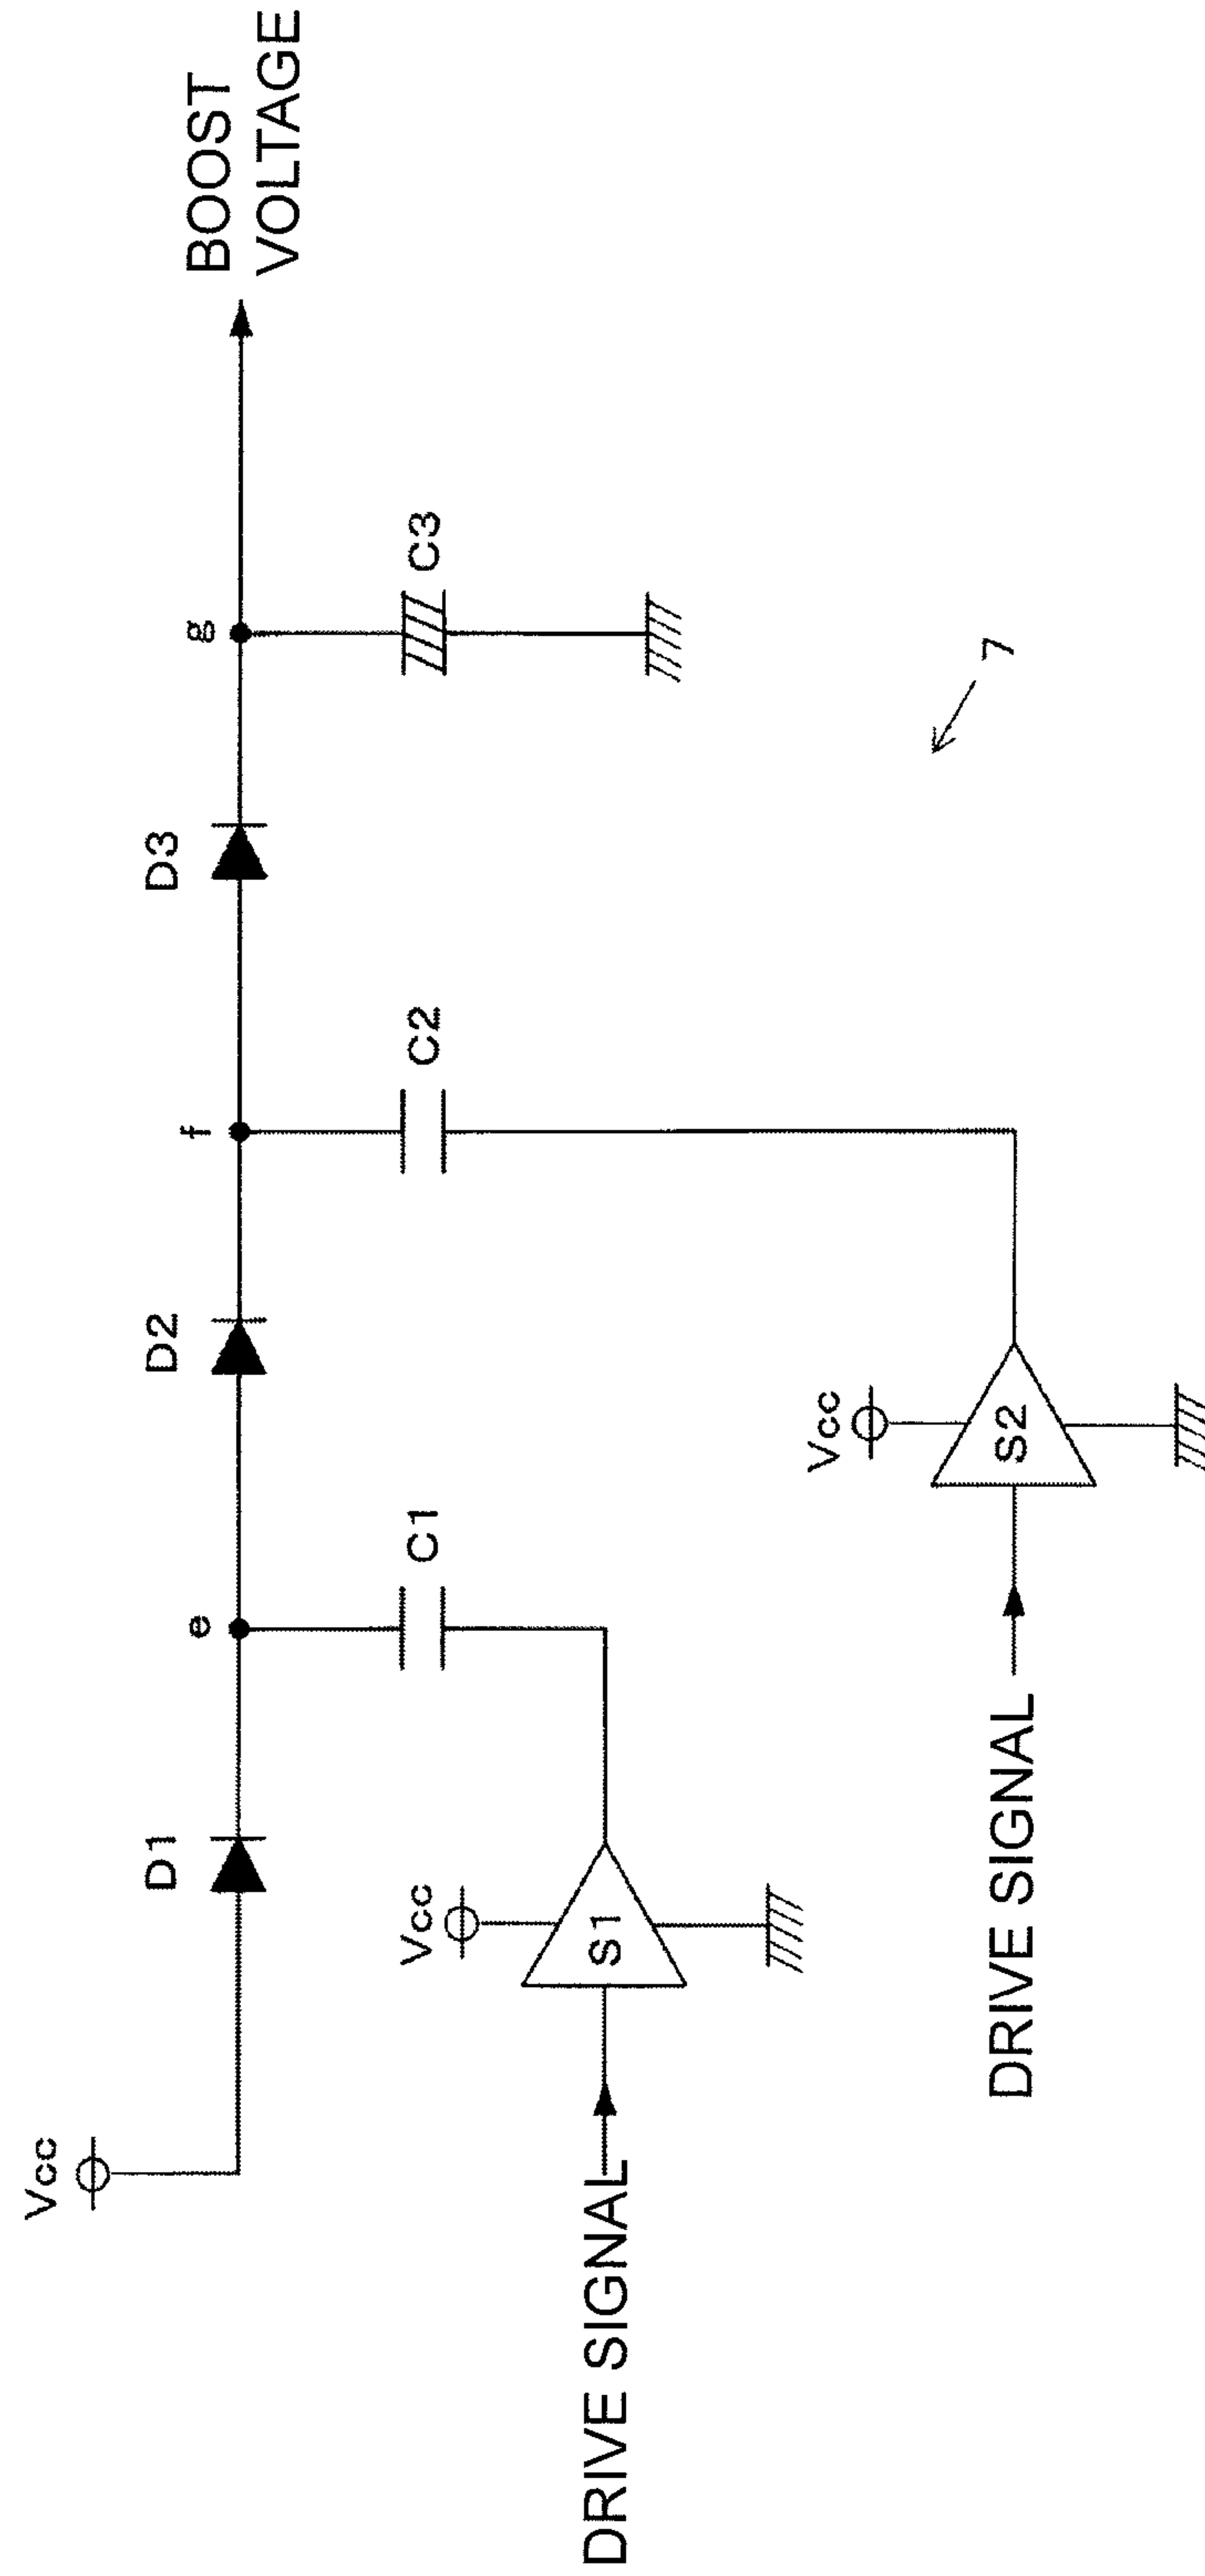 Vcc
D1
e
D2
f
D3
g
BOOST
VOLTAGE
C1
C2
C3
Vcc
S1
DRIVE SIGNAL
Vcc
S2
DRIVE SIGNAL
7